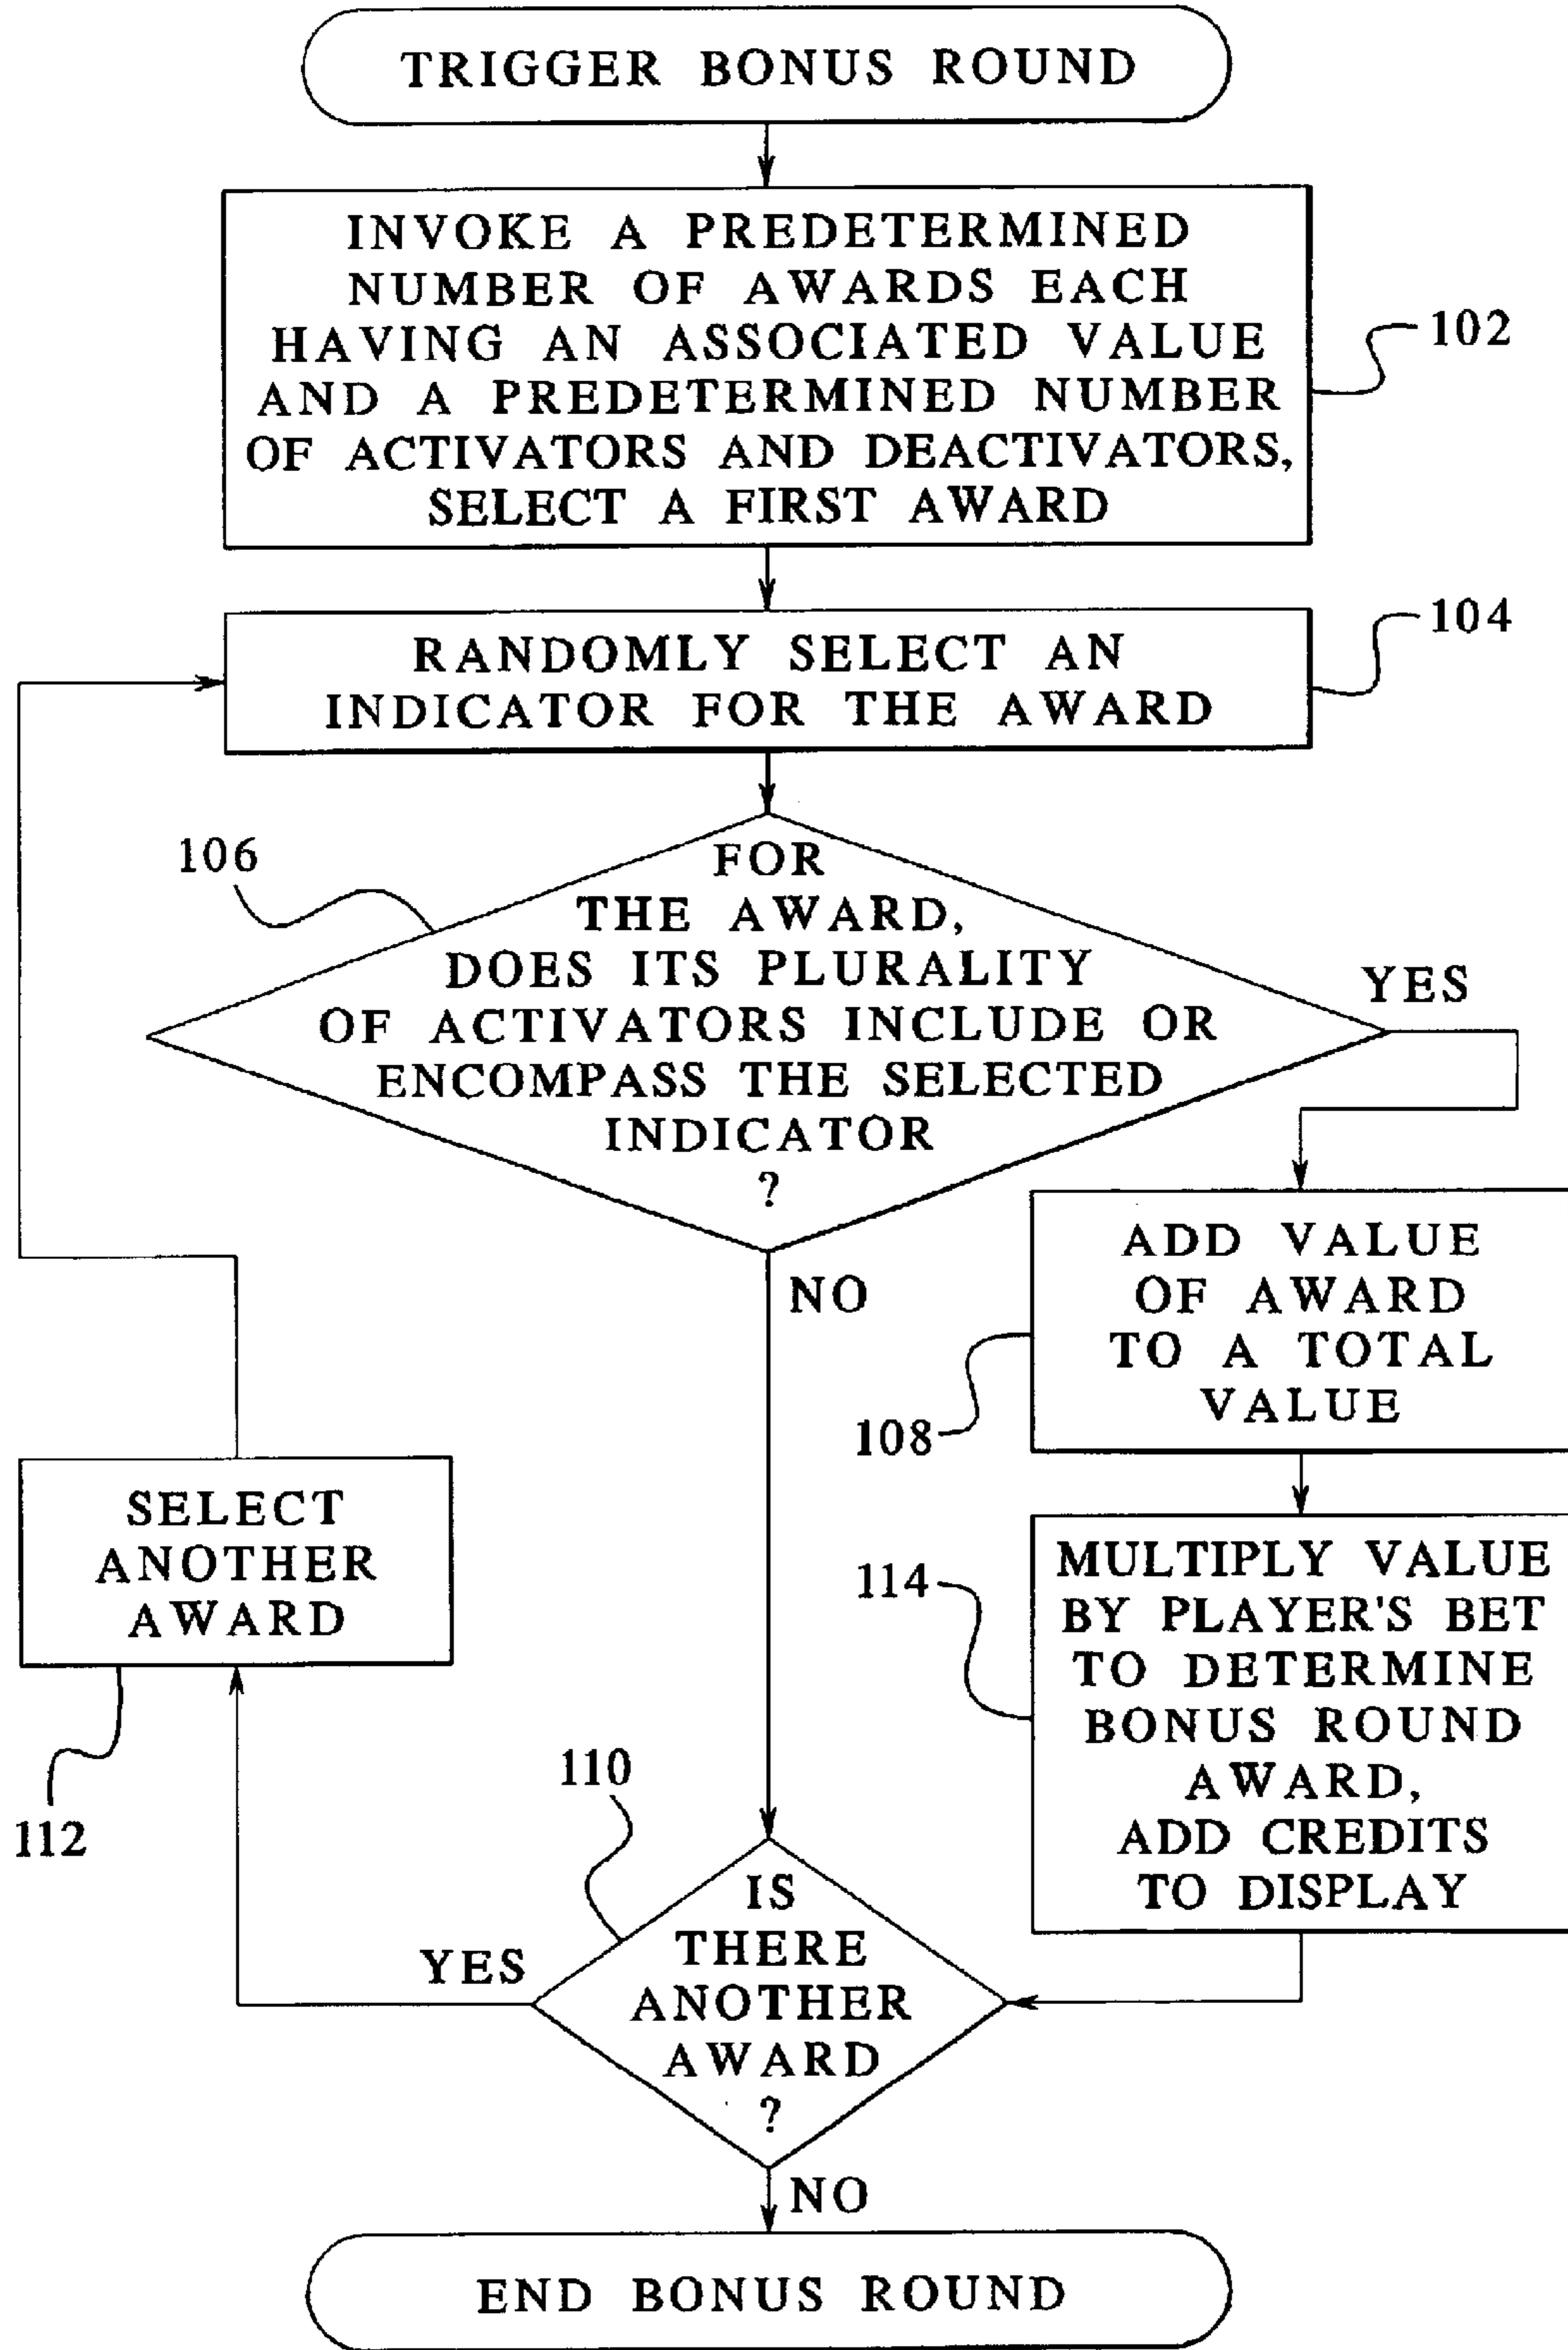 TRIGGER BONUS ROUND
INVOKE A PREDETERMINED
NUMBER OF AWARDS EACH
HAVING AN ASSOCIATED VALUE
AND A PREDETERMINED NUMBER
OF ACTIVATORS AND DEACTIVATORS,
SELECT A FIRST AWARD
102
RANDOMLY SELECT AN
INDICATOR FOR THE AWARD
104
106
FOR
THE AWARD,
DOES ITS PLURALITY
OF ACTIVATORS INCLUDE OR
ENCOMPASS THE SELECTED
INDICATOR
?
YES
NO
ADD VALUE
OF AWARD
TO A TOTAL
VALUE
108
MULTIPLY VALUE
BY PLAYER'S BET
TO DETERMINE
BONUS ROUND
AWARD,
ADD CREDITS
TO DISPLAY
114
SELECT
ANOTHER
AWARD
112
110
IS
THERE
ANOTHER
AWARD
?
YES
NO
END BONUS ROUND